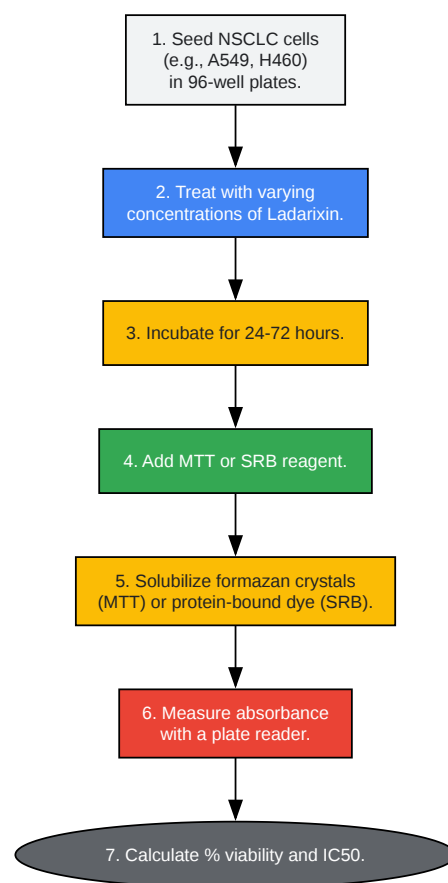 1. Seed NSCLC cells
(e.g., A549, H460)
in 96-well plates.
2. Treat with varying
concentrations of Ladarixin.
3. Incubate for 24-72 hours.
4. Add MTT or SRB reagent.
5. Solubilize formazan crystals
(MTT) or protein-bound dye (SRB).
6. Measure absorbance
with a plate reader.
7. Calculate % viability and IC50.